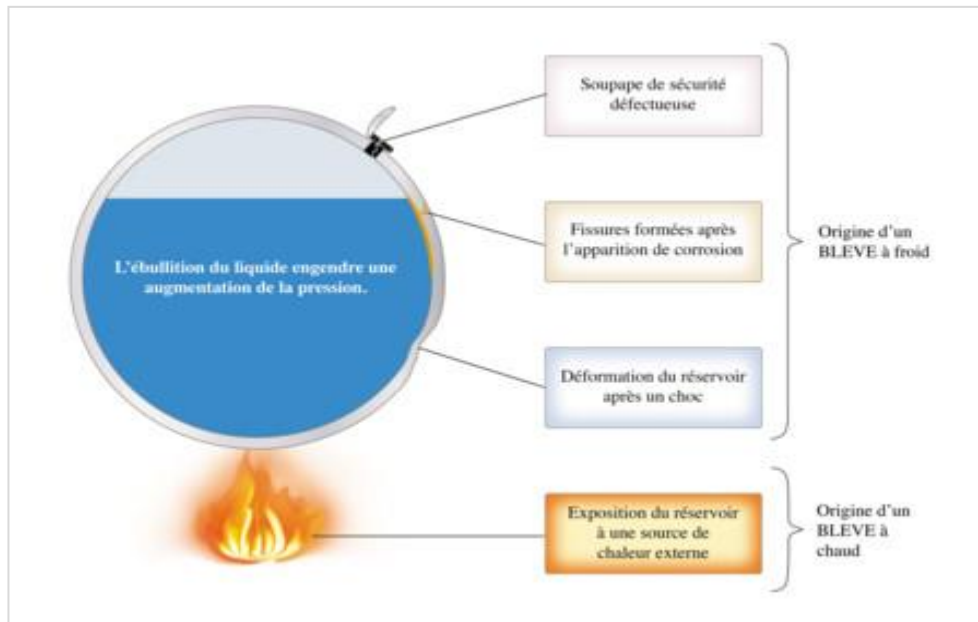 Soupape de sécurité
défectueuse
Fissures formées après
l'apparition de corrosion
Origine d'un
BLEVE à froid
L'ébullition du liquide engendre une
augmentation de la pression.
Déformation du réservoir
après un choc
Exposition du réservoir
à une source de
chaleur externe
Origine d'un
BLEVE à
chaud